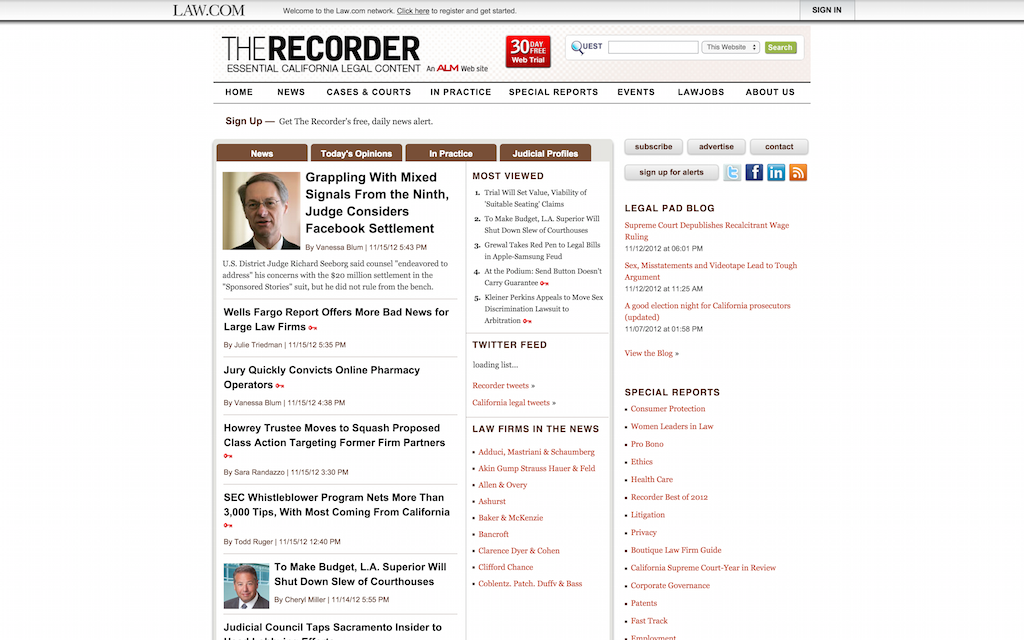 LAW.COM
Welcome to the Law.com network. Click here to register and get started.
SIGN IN
THE RECORDER
ESSENTIAL CALIFORNIA LEGAL CONTENT
An ALM Web site
30 DAY FREE Web Trial
QUEST
This Website
Search
HOME
NEWS
CASES & COURTS
IN PRACTICE
SPECIAL REPORTS
EVENTS
LAWJOBS
ABOUT US
Sign Up — Get The Recorder's free, daily news alert.
News
Today's Opinions
In Practice
Judicial Profiles
Grappling With Mixed
Signals From the Ninth,
Judge Considers
Facebook Settlement
By Vanessa Blum | 11/15/12 5:43 PM
U.S. District Judge Richard Seeborg said counsel "endeavored to
address" his concerns with the $20 million settlement in the
"Sponsored Stories" suit, but he did not rule from the bench.
Wells Fargo Report Offers More Bad News for
Large Law Firms
By Julie Triedman | 11/15/12 5:35 PM
Jury Quickly Convicts Online Pharmacy
Operators
By Vanessa Blum | 11/15/12 4:38 PM
Howrey Trustee Moves to Squash Proposed
Class Action Targeting Former Firm Partners
By Sara Randazzo | 11/15/12 3:30 PM
SEC Whistleblower Program Nets More Than
3,000 Tips, With Most Coming From California
By Todd Ruger | 11/15/12 12:40 PM
To Make Budget, L.A. Superior Will
Shut Down Slew of Courthouses
By Cheryl Miller | 11/14/12 5:55 PM
Judicial Council Taps Sacramento Insider to
MOST VIEWED
1. Trial Will Set Value, Viability of
'Suitable Seating' Claims
2. To Make Budget, L.A. Superior Will
Shut Down Slew of Courthouses
3. Grewal Takes Red Pen to Legal Bills
in Apple-Samsung Feud
4. At the Podium: Send Button Doesn't
Carry Guarantee
5. Kleiner Perkins Appeals to Move Sex
Discrimination Lawsuit to
Arbitration
TWITTER FEED
loading list...
Recorder tweets »
California legal tweets »
LAW FIRMS IN THE NEWS
Adduci, Mastriani & Schaumberg
Akin Gump Strauss Hauer & Feld
Allen & Overy
Ashurst
Baker & McKenzie
Bancroft
Clarence Dyer & Cohen
Clifford Chance
Coblentz, Patch, Duffy & Bass
subscribe
advertise
contact
sign up for alerts
LEGAL PAD BLOG
Supreme Court Depublishes Recalcitrant Wage
Ruling
11/12/2012 at 06:01 PM
Sex, Misstatements and Videotape Lead to Tough
Argument
11/12/2012 at 11:25 AM
A good election night for California prosecutors
(updated)
11/07/2012 at 01:58 PM
View the Blog »
SPECIAL REPORTS
Consumer Protection
Women Leaders in Law
Pro Bono
Ethics
Health Care
Recorder Best of 2012
Litigation
Privacy
Boutique Law Firm Guide
California Supreme Court-Year in Review
Corporate Governance
Patents
Fast Track
Employment